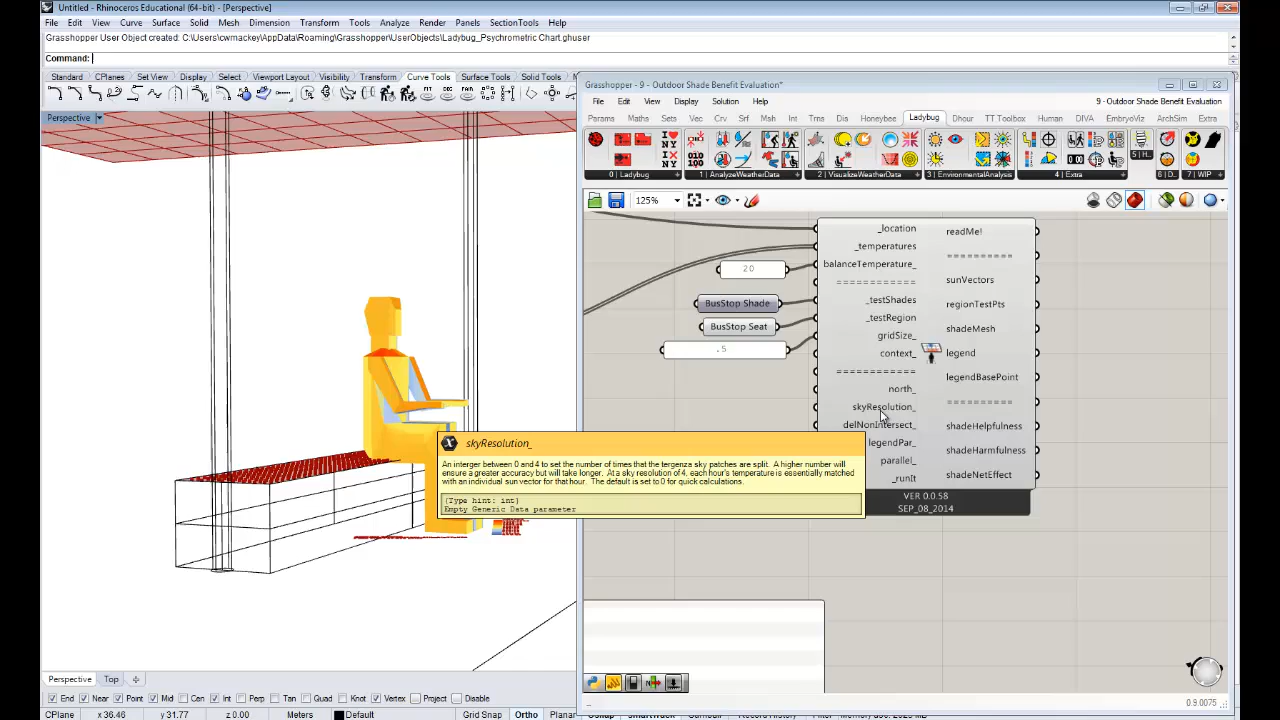 Untitled - Rhinoceros Educational (64-bit) - [Perspective]
File Edit View Curve Surface Solid Mesh Dimension Transform Tools Analyze Render Panels SectionTools Help
Grasshopper User Object created: C:\Users\cwmackey\AppData\Roaming\Grasshopper\UserObjects\Ladybug_Psychrometric Chart.ghuser
Command:
Standard CPlanes Set View Display Select Viewport Layout Visibility Transform Curve Tools Surface Tools Solid Tools
Perspective
Grasshopper - 9 - Outdoor Shade Benefit Evaluation*
File Edit View Display Solution Help 9 - Outdoor Shade Benefit Evaluation
Params Maths Sets Vec Crv Srf Msh Int Trns Dis Honeybee Ladybug Dhour TT Toolbox Human DIVA EmbryoViz ArchSim Extra
0 | Ladybug 1 | AnalyzeWeatherData 2 | VisualizeWeatherData 3 | EnvironmentalAnalysis 4 | Extra 5 | H.. 6 | D.. 7 | WIP
125%
_location
_temperatures
balanceTemperature_
============
_testShades
_testRegion
gridSize_
context_
============
north_
skyResolution_
delNonIntersect_
legendPar_
parallel_
_runIt
20
BusStop Shade
BusStop Seat
.5
readMe!
==========
sunVectors
regionTestPts
shadeMesh
legend
legendBasePoint
==========
shadeHelpfulness
shadeHarmfulness
shadeNetEffect
VER 0.0.58
SEP_08_2014
skyResolution_
An interger between 0 and 4 to set the number of times that the tergenza sky patches are split. A higher number will
ensure a greater accuracy but will take longer. At a sky resolution of 4, each hour's temperature is essentially matched
with an individual sun vector for that hour. The default is set to 0 for quick calculations.
(Type hint: int)
Empty Generic Data parameter
Perspective Top
End Near Point Mid Cen Int Perp Tan Quad Knot Vertex Project Disable
0.9.0075
CPlane x 36.46 y 31.77 z 0.00 Meters Default Grid Snap Ortho Planar